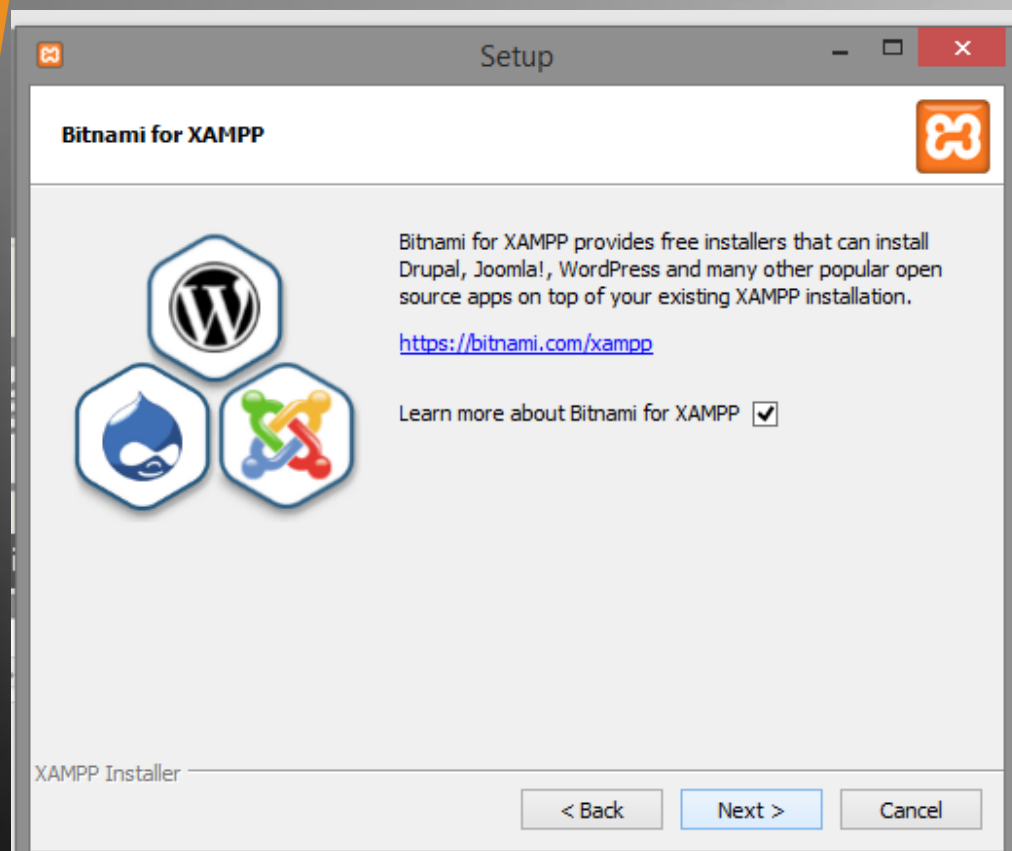 Setup
Bitnami for XAMPP
Bitnami for XAMPP provides free installers that can install
Drupal, Joomla!, WordPress and many other popular open
source apps on top of your existing XAMPP installation.
https://bitnami.com/xampp
Learn more about Bitnami for XAMPP
XAMPP Installer
< Back
Next >
Cancel